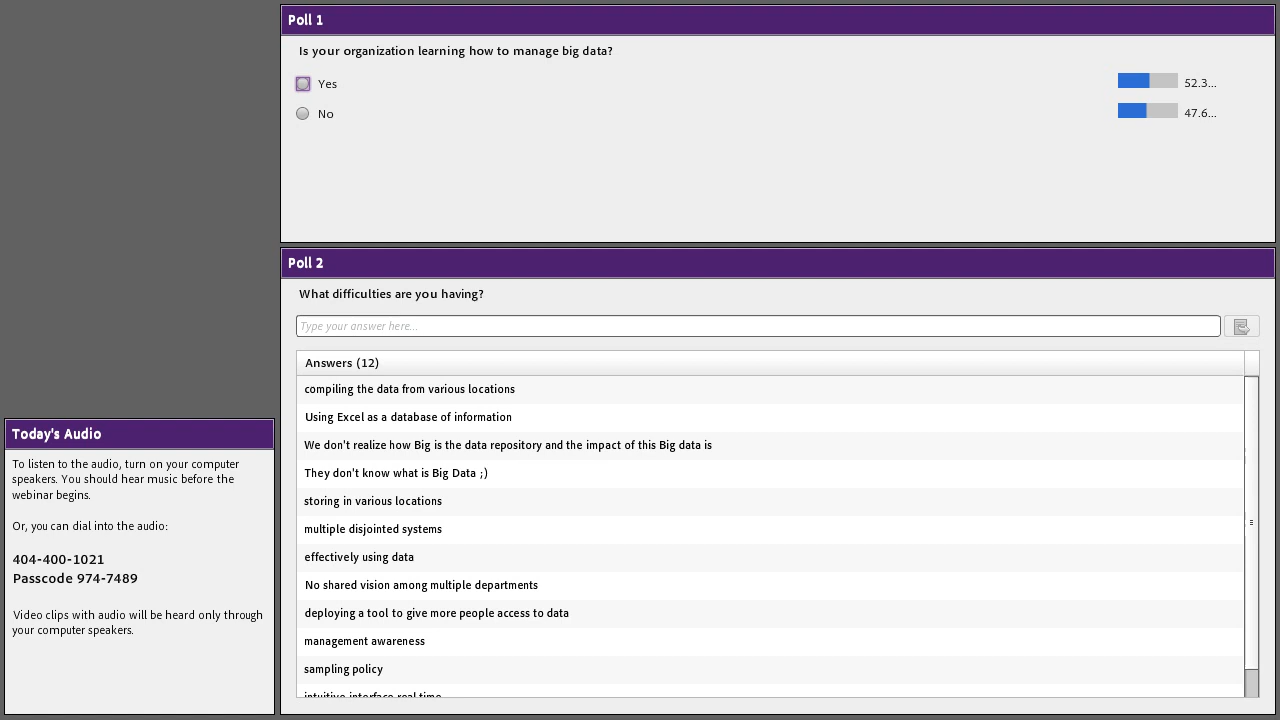 Poll 1
Is your organization learning how to manage big data?
Yes
52.3...
No
47.6...
Poll 2
What difficulties are you having?
Type your answer here...
Answers (12)
compiling the data from various locations
Using Excel as a database of information
We don't realize how Big is the data repository and the impact of this Big data is
They don't know what is Big Data ;)
storing in various locations
multiple disjointed systems
effectively using data
No shared vision among multiple departments
deploying a tool to give more people access to data
management awareness
sampling policy
intuitive interface real time
Today's Audio
To listen to the audio, turn on your computer
speakers. You should hear music before the
webinar begins.
Or, you can dial into the audio:
404-400-1021
Passcode 974-7489
Video clips with audio will be heard only through
your computer speakers.